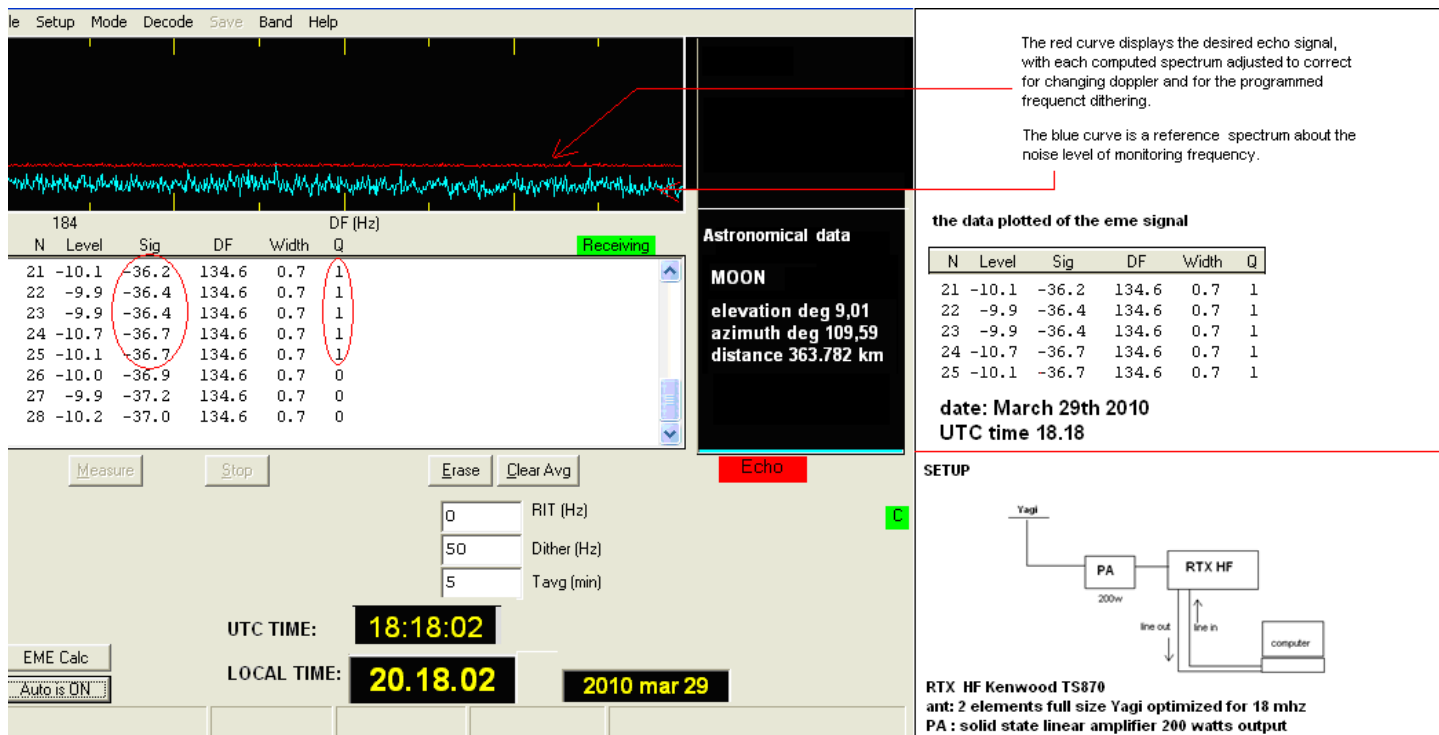 le Setup Mode Decode Save Band Help
184 DF (Hz)
N Level Sig DF Width Q Receiving
21 -10.1 -36.2 134.6 0.7 1
22 -9.9 -36.4 134.6 0.7 1
23 -9.9 -36.4 134.6 0.7 1
24 -10.7 -36.7 134.6 0.7 1
25 -10.1 -36.7 134.6 0.7 1
26 -10.0 -36.9 134.6 0.7 0
27 -9.9 -37.2 134.6 0.7 0
28 -10.2 -37.0 134.6 0.7 0
Astronomical data
MOON
elevation deg 9,01
azimuth deg 109,59
distance 363.782 km
Measure Stop Erase Clear Avg Echo
0 RIT (Hz)
C
50 Dither (Hz)
5 Tavg (min)
UTC TIME: 18:18:02
EME Calc
LOCAL TIME: 20.18.02 2010 mar 29
Auto is ON
The red curve displays the desired echo signal,
with each computed spectrum adjusted to correct
for changing doppler and for the programmed
frequenct dithering.
The blue curve is a reference spectrum about the
noise level of monitoring frequency.
the data plotted of the eme signal
N Level Sig DF Width Q
21 -10.1 -36.2 134.6 0.7 1
22 -9.9 -36.4 134.6 0.7 1
23 -9.9 -36.4 134.6 0.7 1
24 -10.7 -36.7 134.6 0.7 1
25 -10.1 -36.7 134.6 0.7 1
date: March 29th 2010
UTC time 18.18
SETUP
Yagi
PA RTX HF
200w
line out line in
computer
RTX HF Kenwood TS870
ant: 2 elements full size Yagi optimized for 18 mhz
PA : solid state linear amplifier 200 watts output